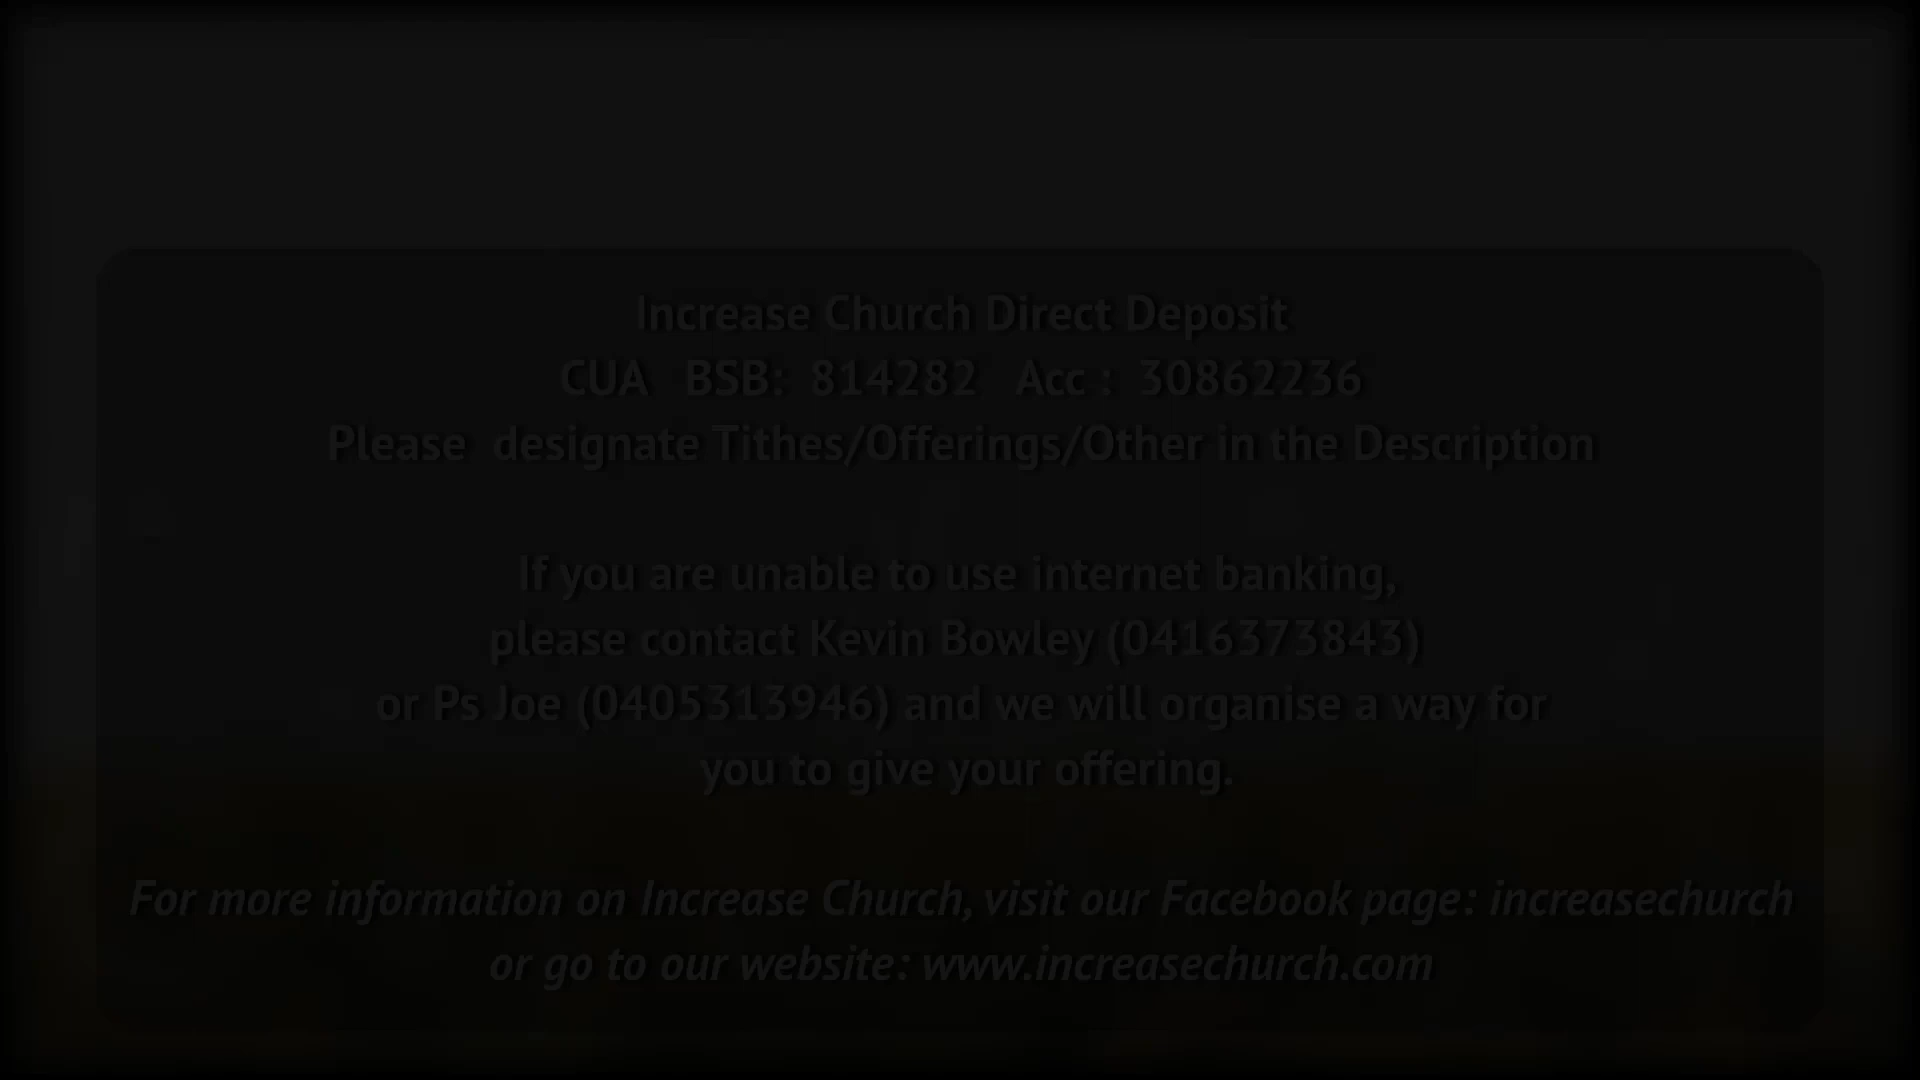 Increase Church Direct Deposit
CUA BSB: 814282 Acc : 30862236
Please designate Tithes/Offerings/Other in the Description
If you are unable to use internet banking,
please contact Kevin Bowley (0416373843)
or Ps Joe (0405313946) and we will organise a way for
you to give your offering.
For more information on Increase Church, visit our Facebook page: increasechurch
or go to our website: www.increasechurch.com